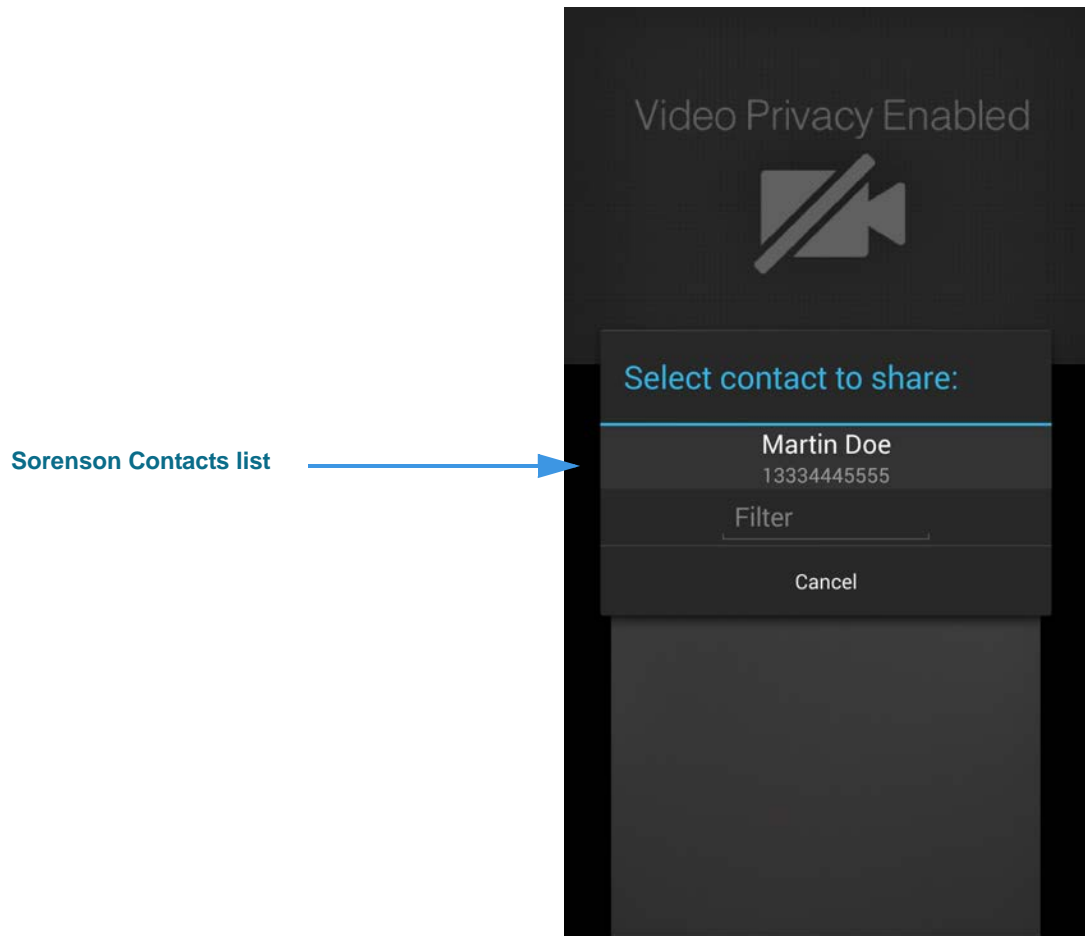 Video Privacy Enabled
Select contact to share:
Sorenson Contacts list
Martin Doe
13334445555
Filter
Cancel